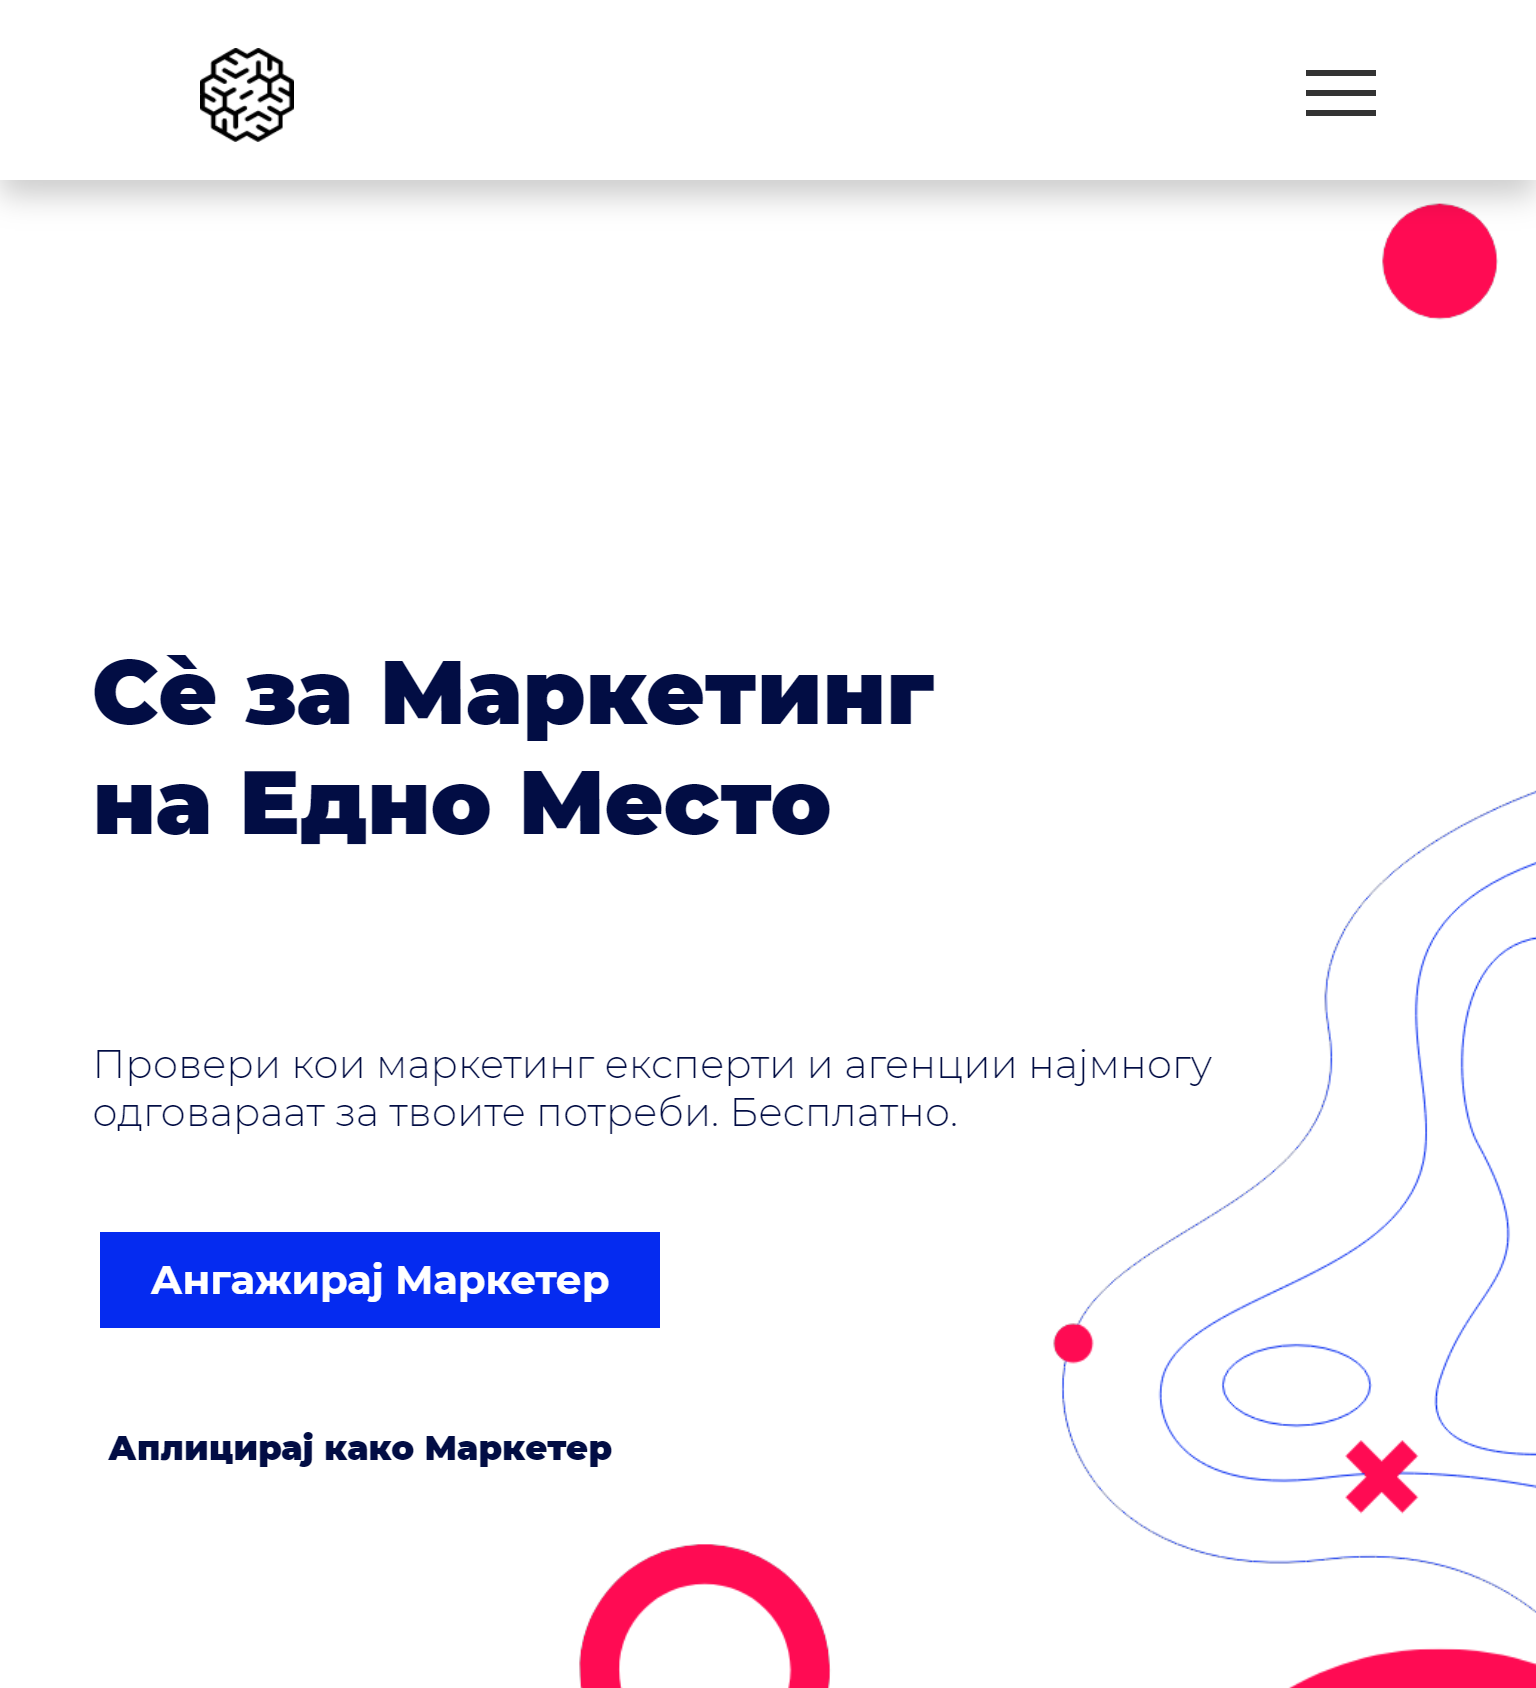 Сѐ за Маркетинг
на Едно Место
Провери кои маркетинг експерти и агенции најмногу
одговараат за твоите потреби. Бесплатно.
Ангажирај Маркетер
Аплицирај како Маркетер